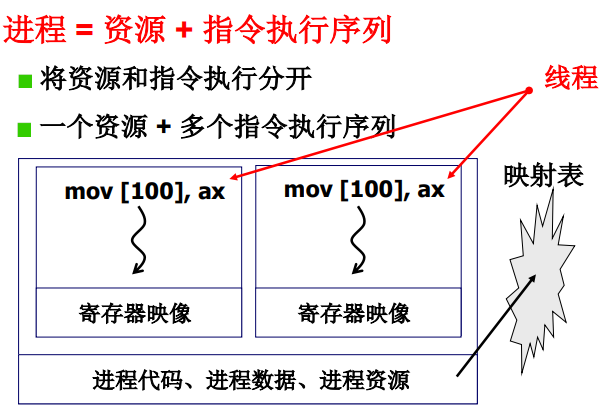 进程 = 资源 + 指令执行序列
将资源和指令执行分开
线程
一个资源 + 多个指令执行序列
映射表
mov [100], ax
mov [100], ax
寄存器映像
寄存器映像
进程代码、进程数据、进程资源